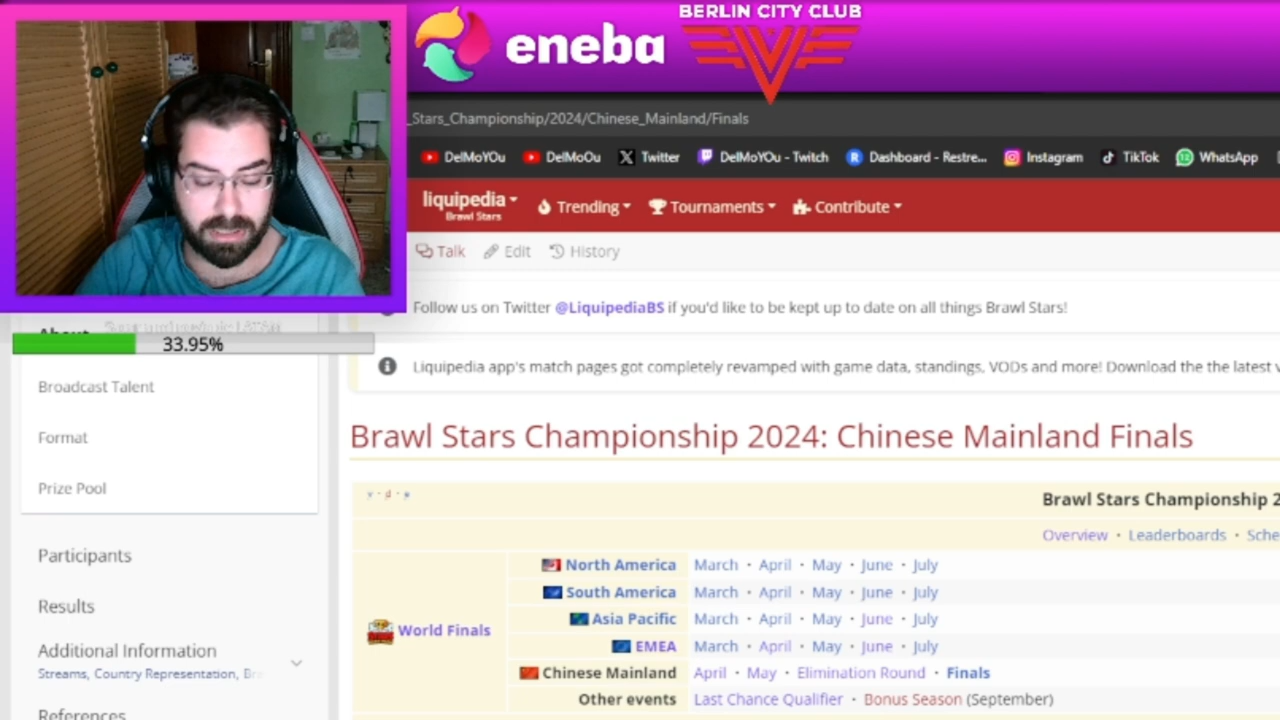 BERLIN CITY CLUB
eneba
_Stars_Championship/2024/Chinese_Mainland/Finals
DelMoYOu DelMoOu Twitter DelMoYOu - Twitch Dashboard - Restre... Instagram TikTok WhatsApp
liquipedia Trending Tournaments Contribute
Brawl Stars
Talk Edit History
Follow us on Twitter @LiquipediaBS if you'd like to be kept up to date on all things Brawl Stars!
About
33.95%
Liquipedia app's match pages got completely revamped with game data, standings, VODs and more! Download the the latest v
Broadcast Talent
Format
Prize Pool
Participants
Results
Additional Information
Streams, Country Representation, Br
References
Brawl Stars Championship 2024: Chinese Mainland Finals
Brawl Stars Championship 2
Overview · Leaderboards · Sche
World Finals
North America March · April · May · June · July
South America March · April · May · June · July
Asia Pacific March · April · May · June · July
EMEA March · April · May · June · July
Chinese Mainland April · May · Elimination Round · Finals
Other events Last Chance Qualifier · Bonus Season (September)